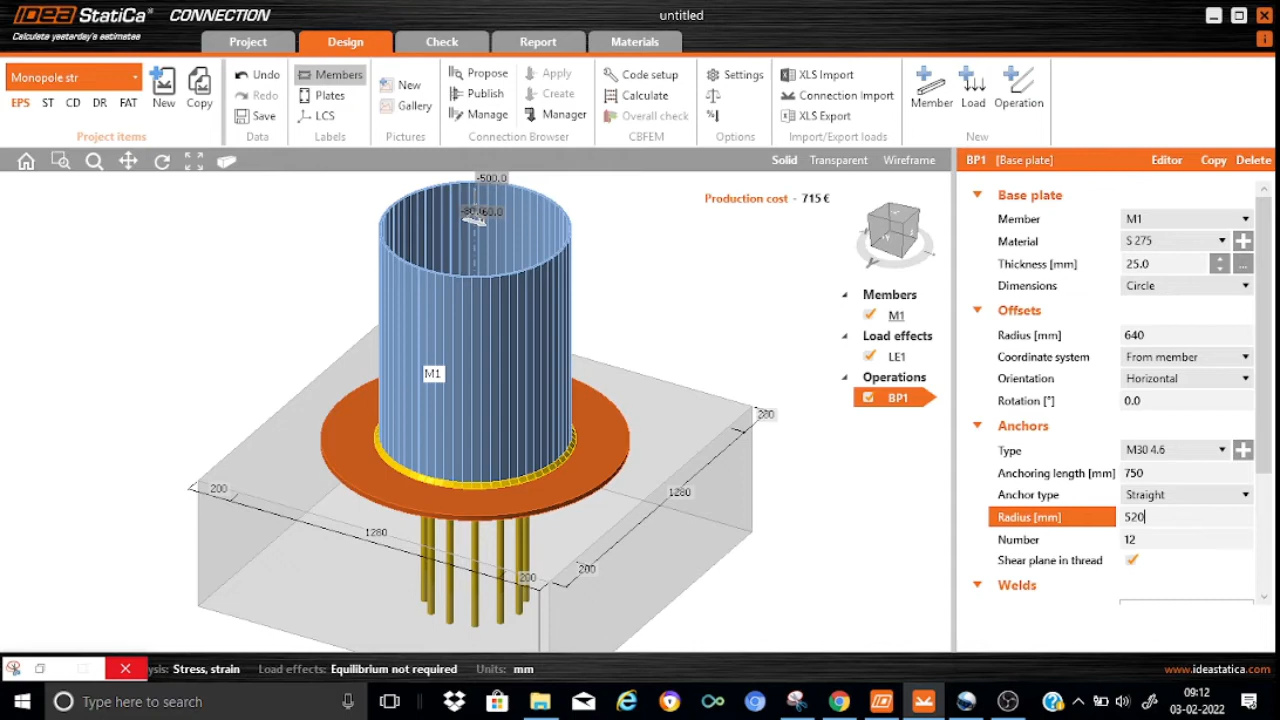 IDEA StatiCa® CONNECTION
Calculate yesterday's estimates
untitled
Project Design Check Report Materials
Monopole str
EPS ST CD DR FAT
New Copy
Project items
Undo
Redo
Save
Data
Members
Plates
LCS
Labels
New
Gallery
Pictures
Propose Apply
Publish Create
Manage Manager
Connection Browser
Code setup
Calculate
Overall check
CBFEM
Settings
Options
XLS Import
Connection Import
XLS Export
Import/Export loads
Member Load Operation
New
Solid Transparent Wireframe
Production cost - 715 €
-500.0
M1
200
1280
200
200
1280
200
Members
M1
Load effects
LE1
Operations
BP1
BP1 [Base plate] Editor Copy Delete
Base plate
Member M1
Material S 275
Thickness [mm] 25.0
Dimensions Circle
Offsets
Radius [mm] 640
Coordinate system From member
Orientation Horizontal
Rotation [°] 0.0
Anchors
Type M30 4.6
Anchoring length [mm] 750
Anchor type Straight
Radius [mm] 520
Number 12
Shear plane in thread
Welds
ysis: Stress, strain Load effects: Equilibrium not required Units: mm
www.ideastatica.com
Type here to search
09:12
03-02-2022